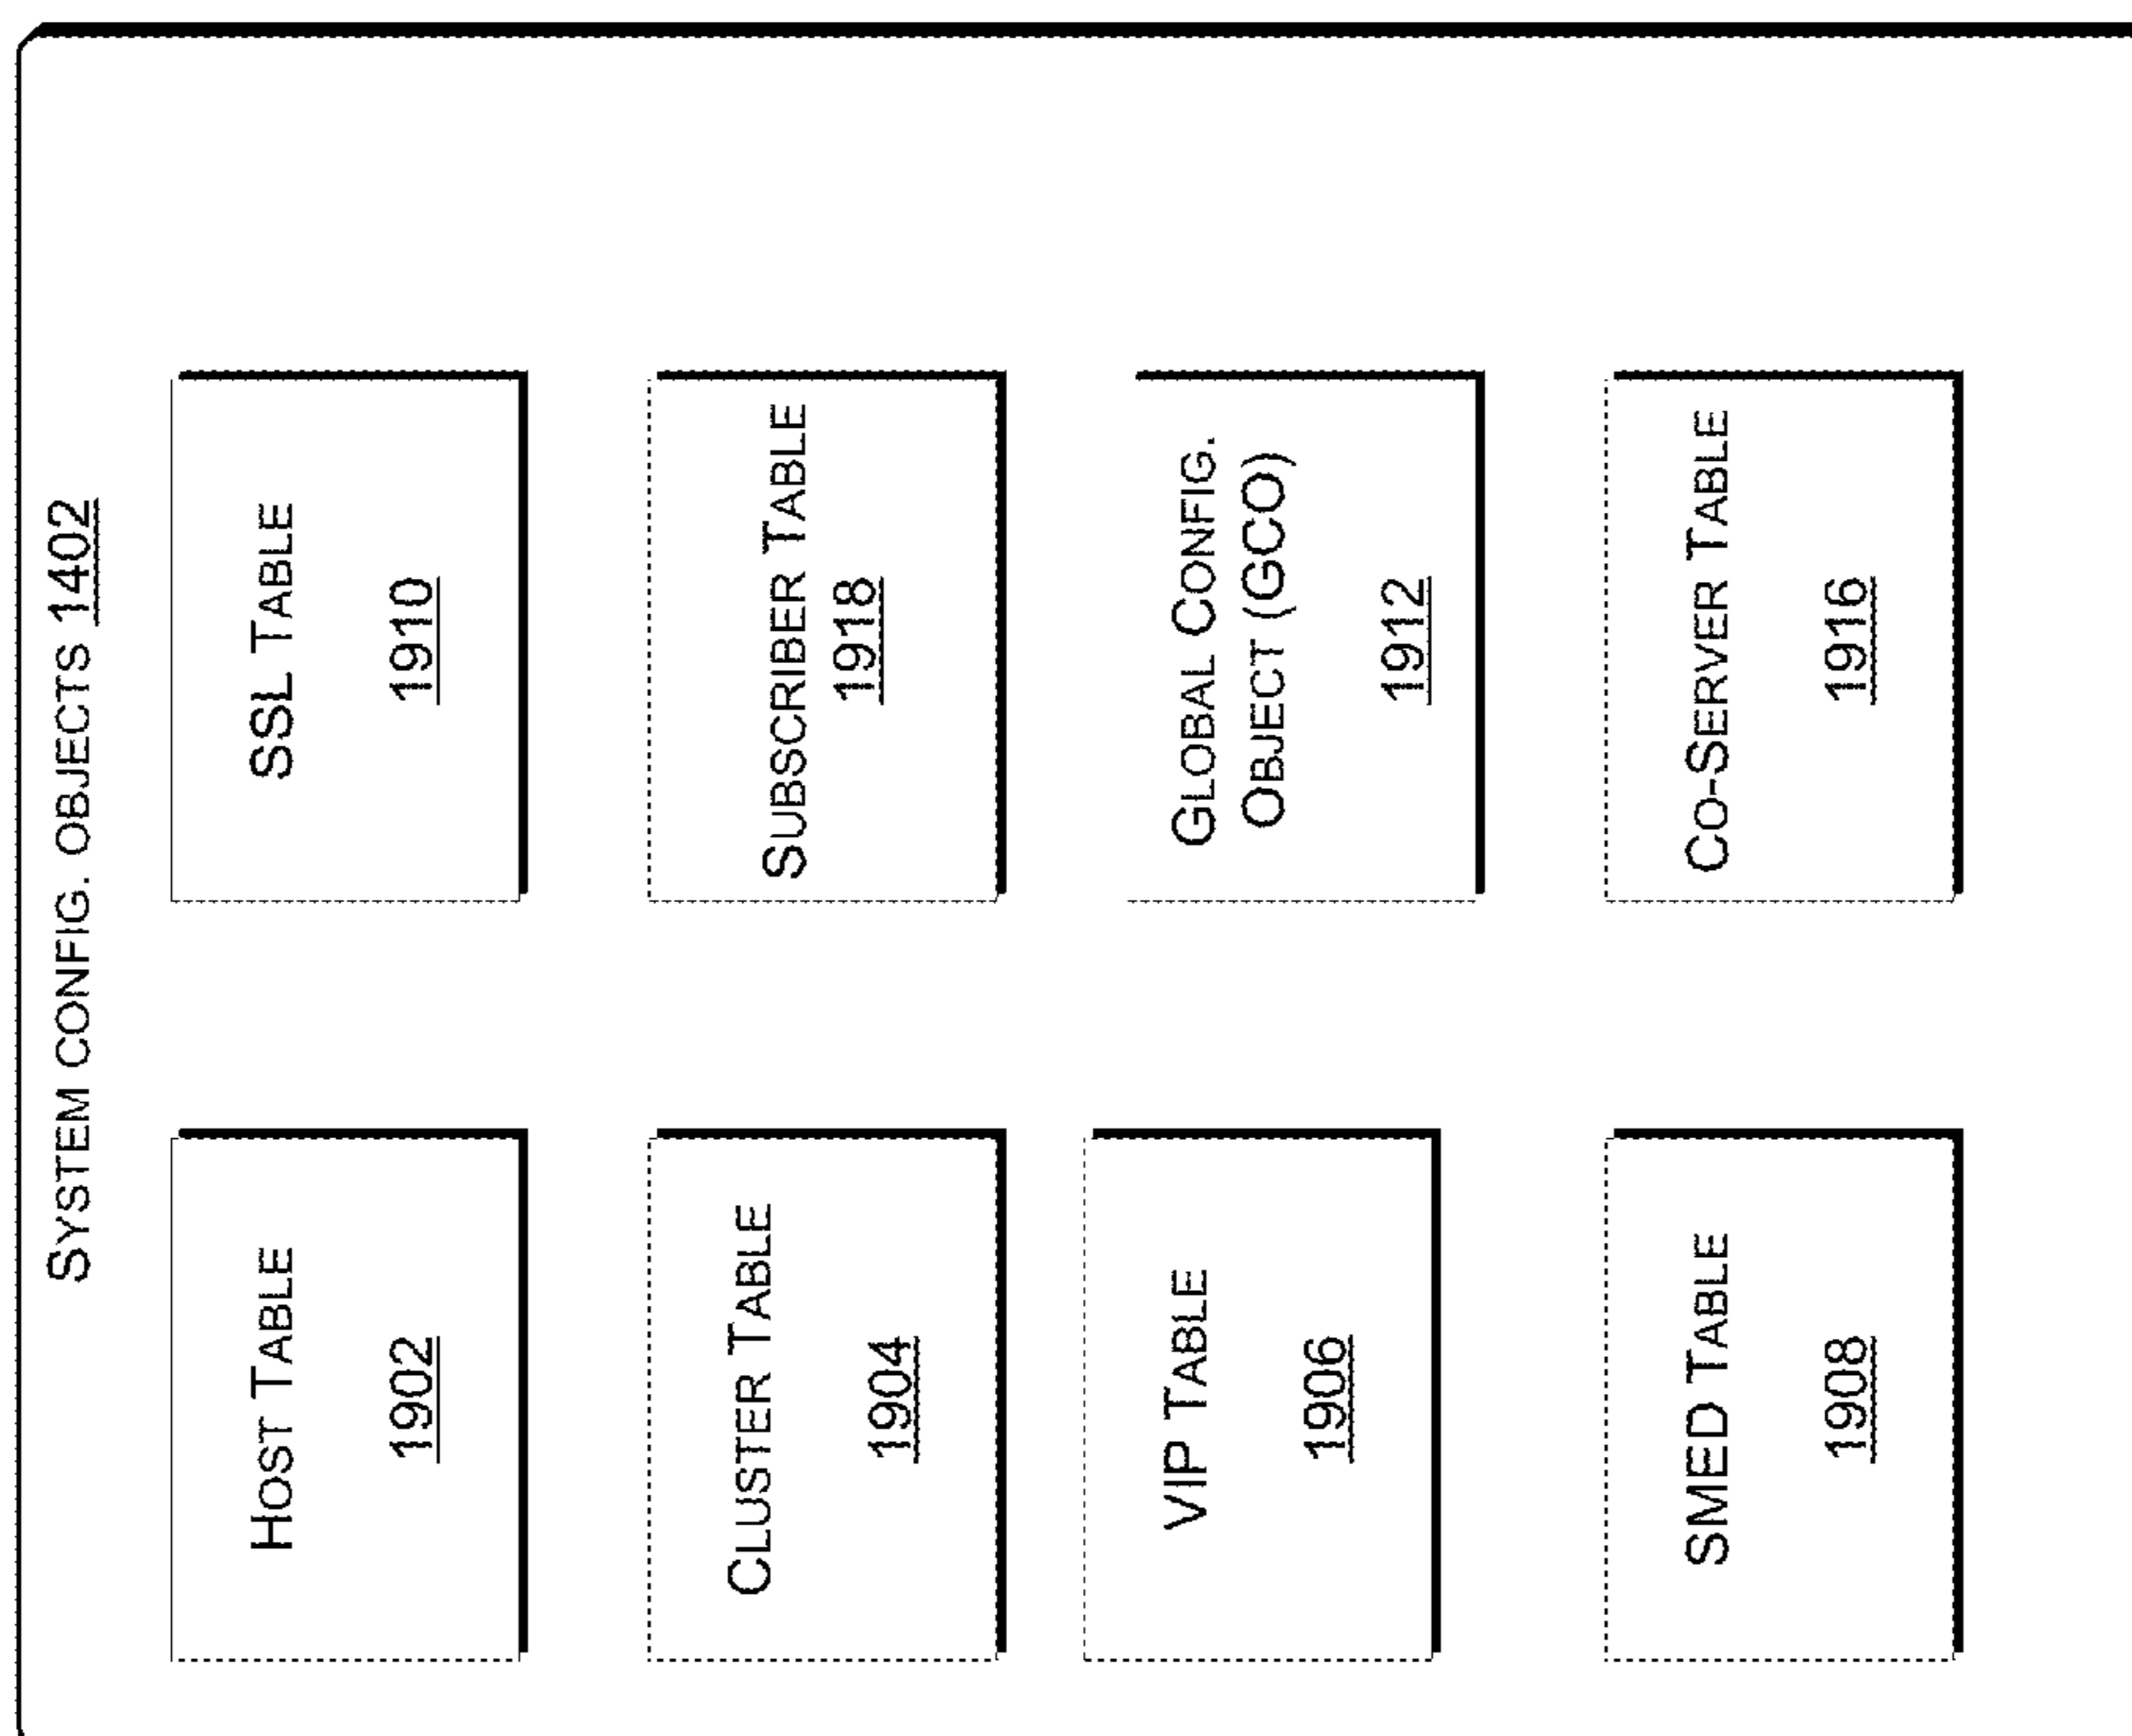 SYSTEM CONFIG. OBJECTS 1402
HOST TABLE
1902
SSL TABLE
1910
CLUSTER TABLE
1904
SUBSCRIBER TABLE
1918
VIP TABLE
1906
GLOBAL CONFIG.
OBJECT (GCO)
1912
SMED TABLE
1908
CO-SERVER TABLE
1916